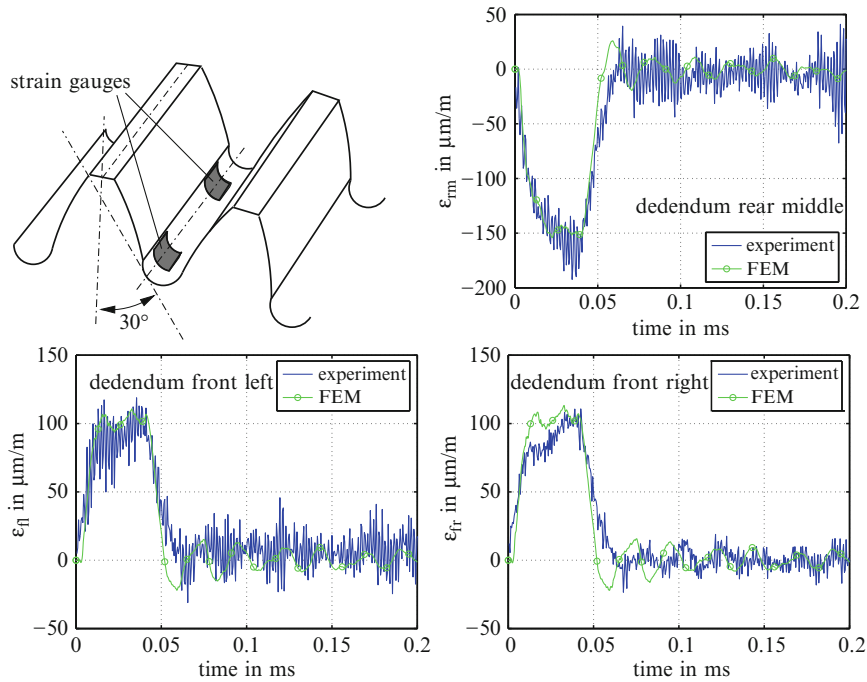 strain gauges
30°
50
0
−50
−100
−150
−200
ε_rm in μm/m
dedendum rear middle
experiment
FEM
0
0.05
0.1
0.15
0.2
time in ms
150
100
50
0
−50
ε_fl in μm/m
dedendum front left
experiment
FEM
0
0.05
0.1
0.15
0.2
time in ms
150
100
50
0
−50
ε_fr in μm/m
dedendum front right
experiment
FEM
0
0.05
0.1
0.15
0.2
time in ms